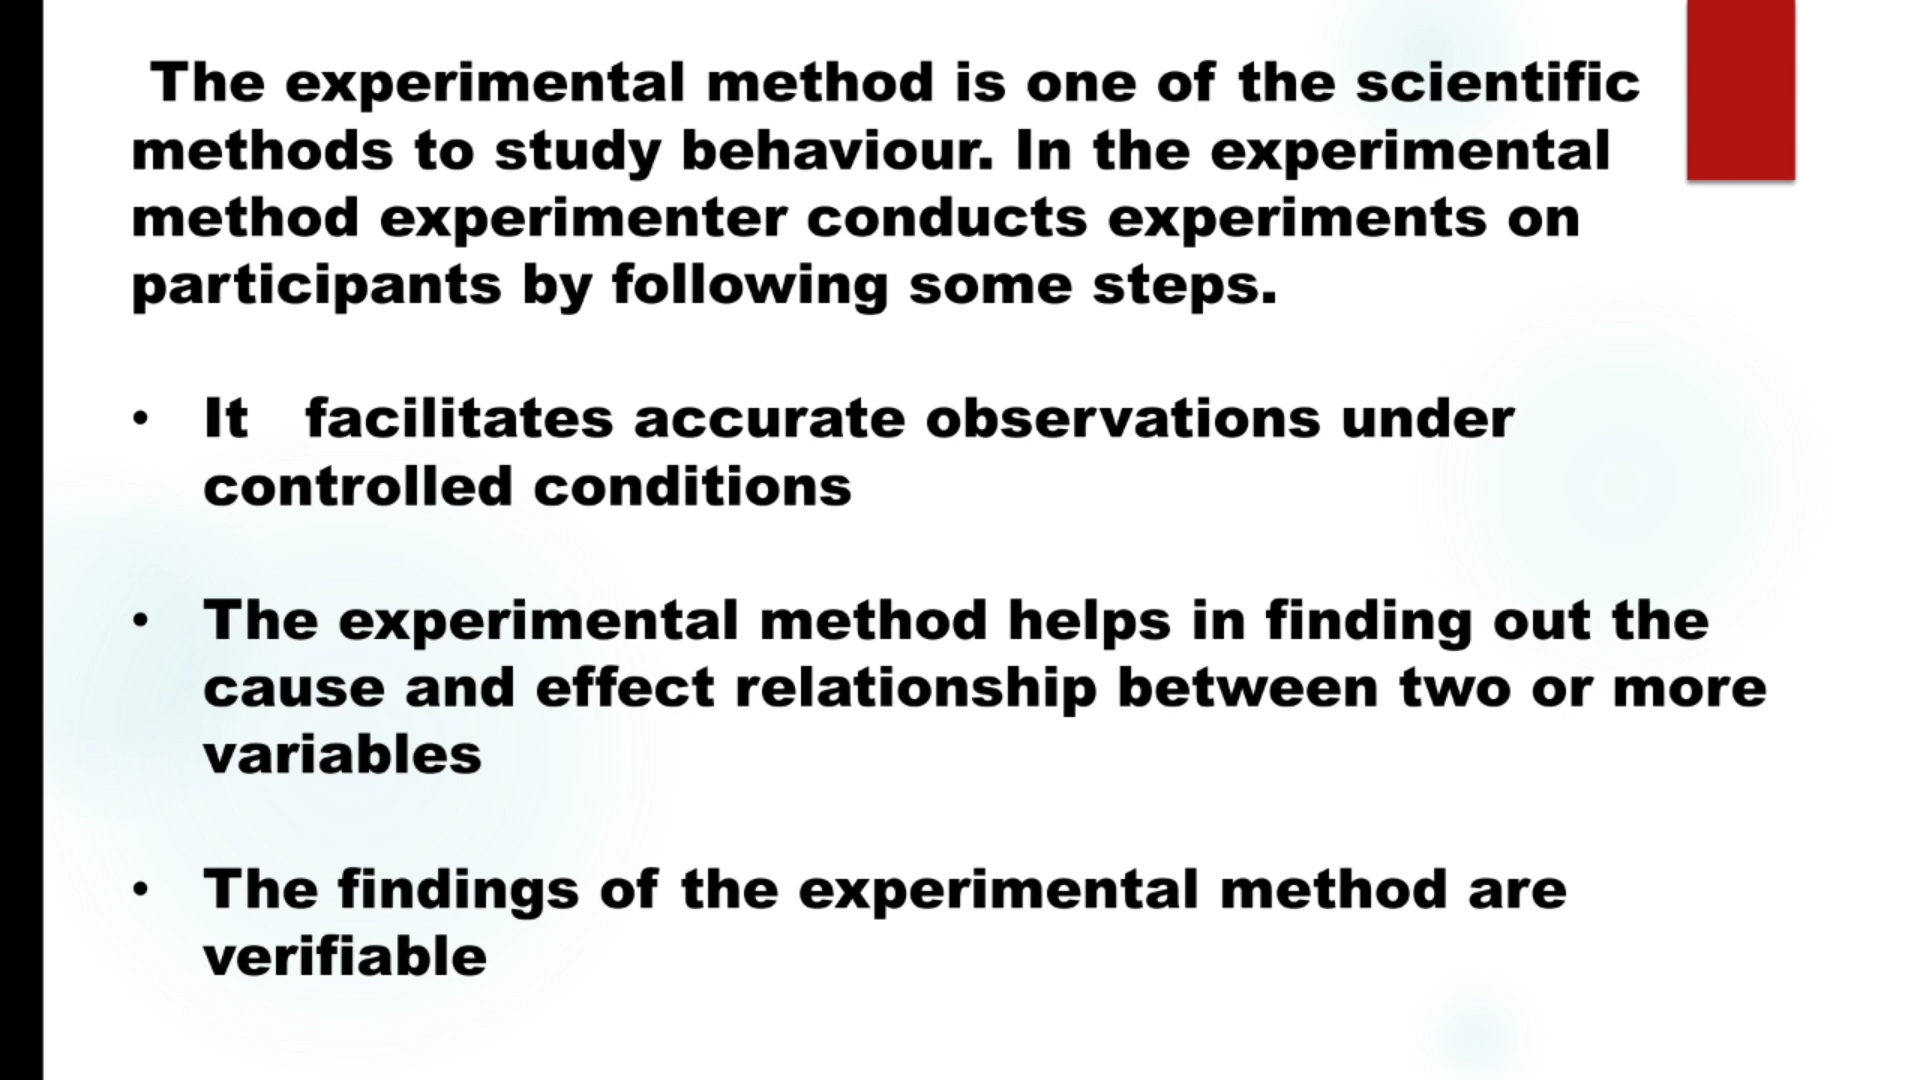 The experimental method is one of the scientific
methods to study behaviour. In the experimental
method experimenter conducts experiments on
participants by following some steps.
• It facilitates accurate observations under
controlled conditions
• The experimental method helps in finding out the
cause and effect relationship between two or more
variables
• The findings of the experimental method are
verifiable